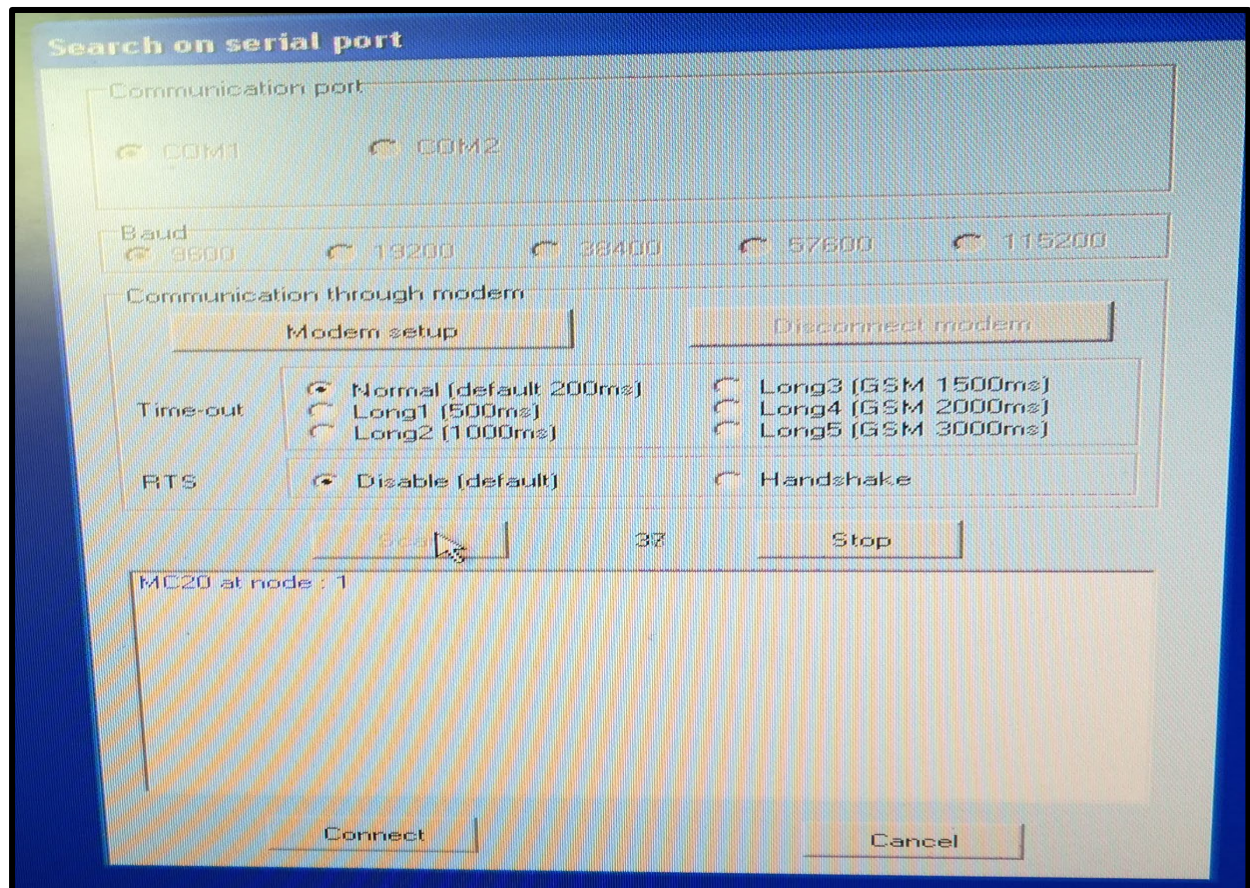 Search on serial port
Communication port
COM1 COM2
Baud
9600 19200 38400 57600 115200
Communication through modem
Modem setup Disconnect modem
Time-out
Normal (default 200ms) Long3 (GSM 1500ms)
Long1 (500ms) Long4 (GSM 2000ms)
Long2 (1000ms) Long5 (GSM 3000ms)
RTS Disable (default) Handshake
Stop
MC20 at node : 1
Connect Cancel